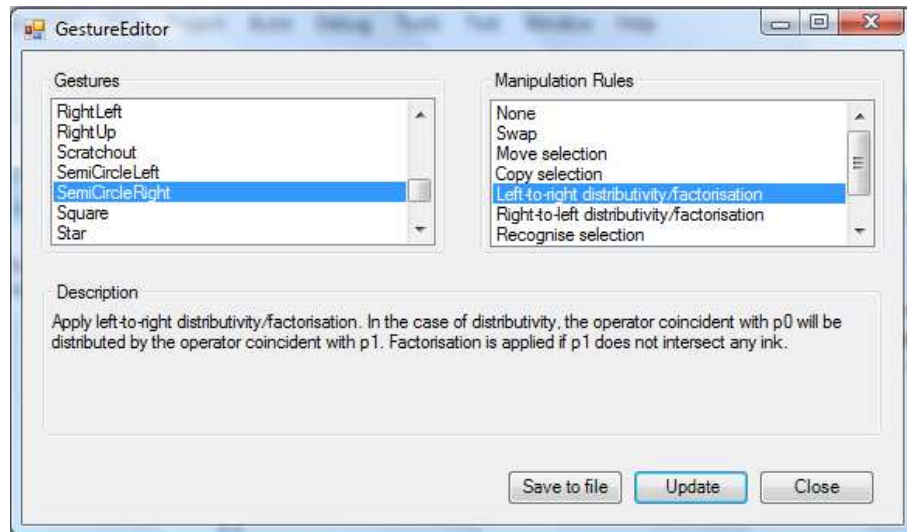 GestureEditor
Gestures
RightLeft
RightUp
Scratchout
SemiCircleLeft
SemiCircleRight
Square
Star
Manipulation Rules
None
Swap
Move selection
Copy selection
Left-to-right distributivity/factorisation
Right-to-left distributivity/factorisation
Recognise selection
Description
Apply left-to-right distributivity/factorisation. In the case of distributivity, the operator coincident with p0 will be
distributed by the operator coincident with p1. Factorisation is applied if p1 does not intersect any ink.
Save to file
Update
Close